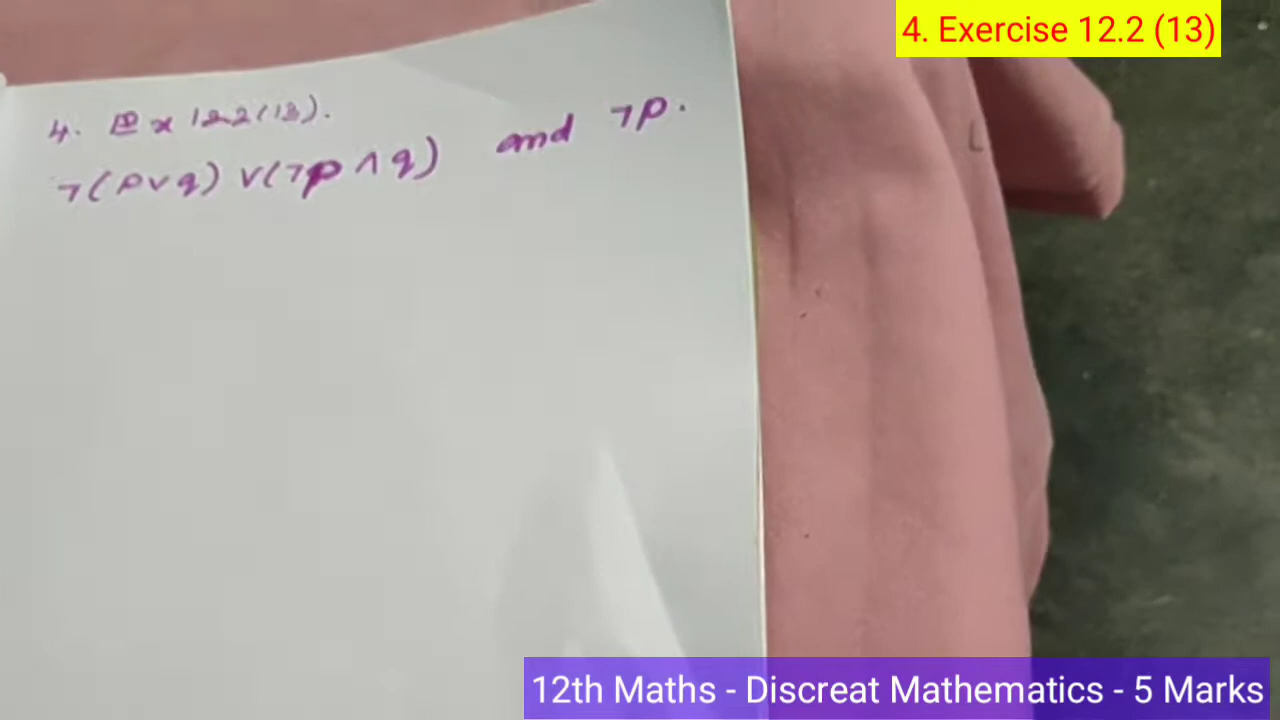 4. Exercise 12.2 (13)
4. Ex 12.2(13).
¬(p∨q) ∨(¬p∧q) and ¬p.
12th Maths - Discreat Mathematics - 5 Marks